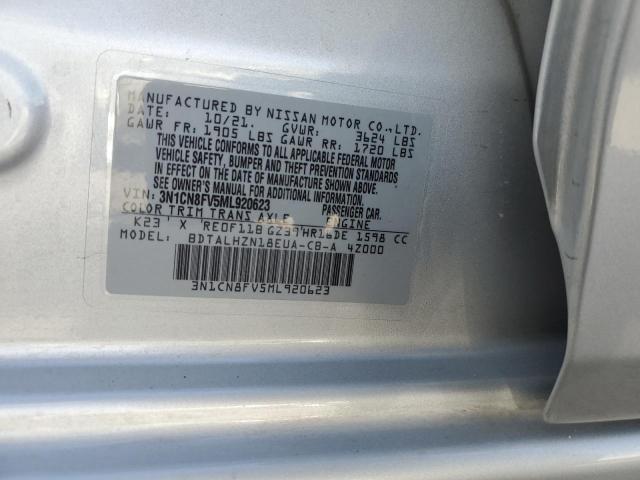 MANUFACTURED BY NISSAN MOTOR CO.,LTD.
DATE: 10/21. GVWR: 3624 LBS
GAWR FR: 1905 LBS GAWR RR: 1720 LBS
THIS VEHICLE CONFORMS TO ALL APPLICABLE FEDERAL MOTOR
VEHICLE SAFETY, BUMPER AND THEFT PREVENTION STANDARDS
IN EFFECT ON THE DATE OF MANUFACTURE SHOWN ABOVE.
SEE OWNER'S MANUAL FOR ADDITIONAL INFORMATION
VIN: 3N1CN8FV5ML920623 PASSENGER CAR.
COLOR TRIM TRANS AXLE ENGINE
K23 X RE0F11B GZ39 HR16DE 1598 CC
MODEL: BDTALHZN18EUA-CB-A 4Z000
3N1CN8FV5ML920623